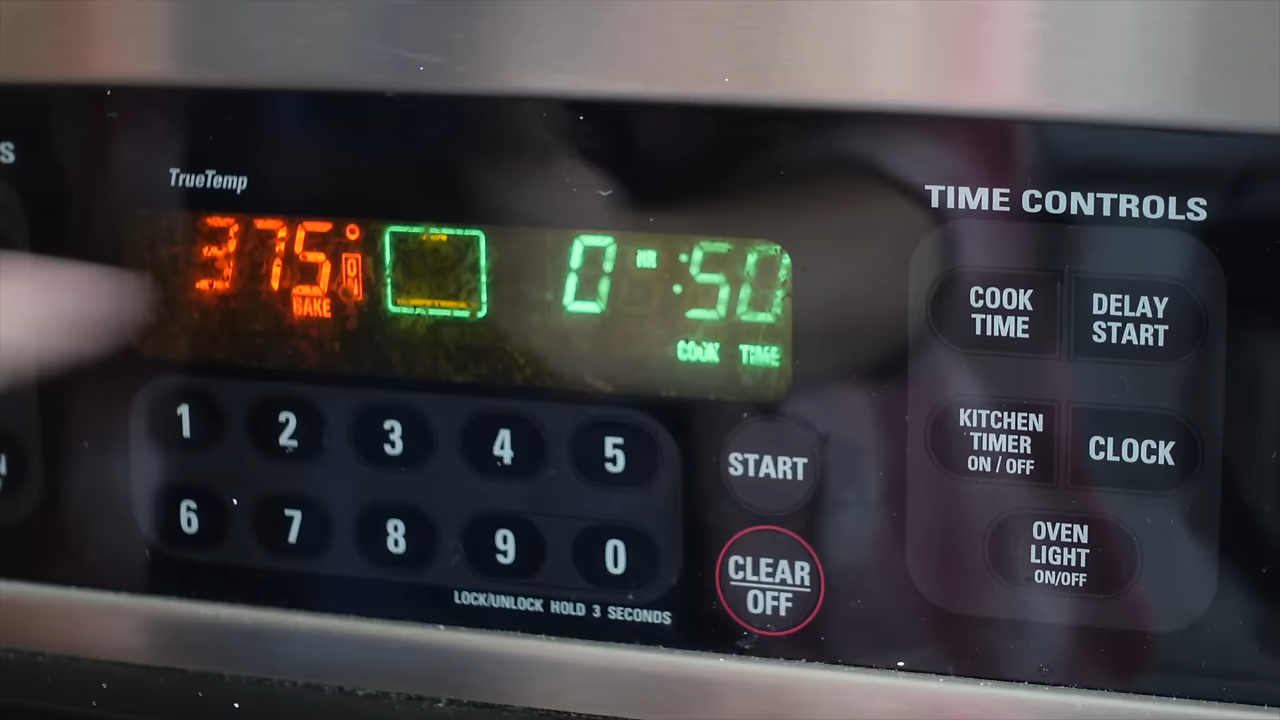 S
TrueTemp
TIME CONTROLS
375°
ON
BAKE
0 HR :50
COOK TIME
COOK TIME
DELAY START
KITCHEN TIMER ON / OFF
CLOCK
OVEN LIGHT ON/OFF
1 2 3 4 5
6 7 8 9 0
START
CLEAR
OFF
LOCK/UNLOCK HOLD 3 SECONDS